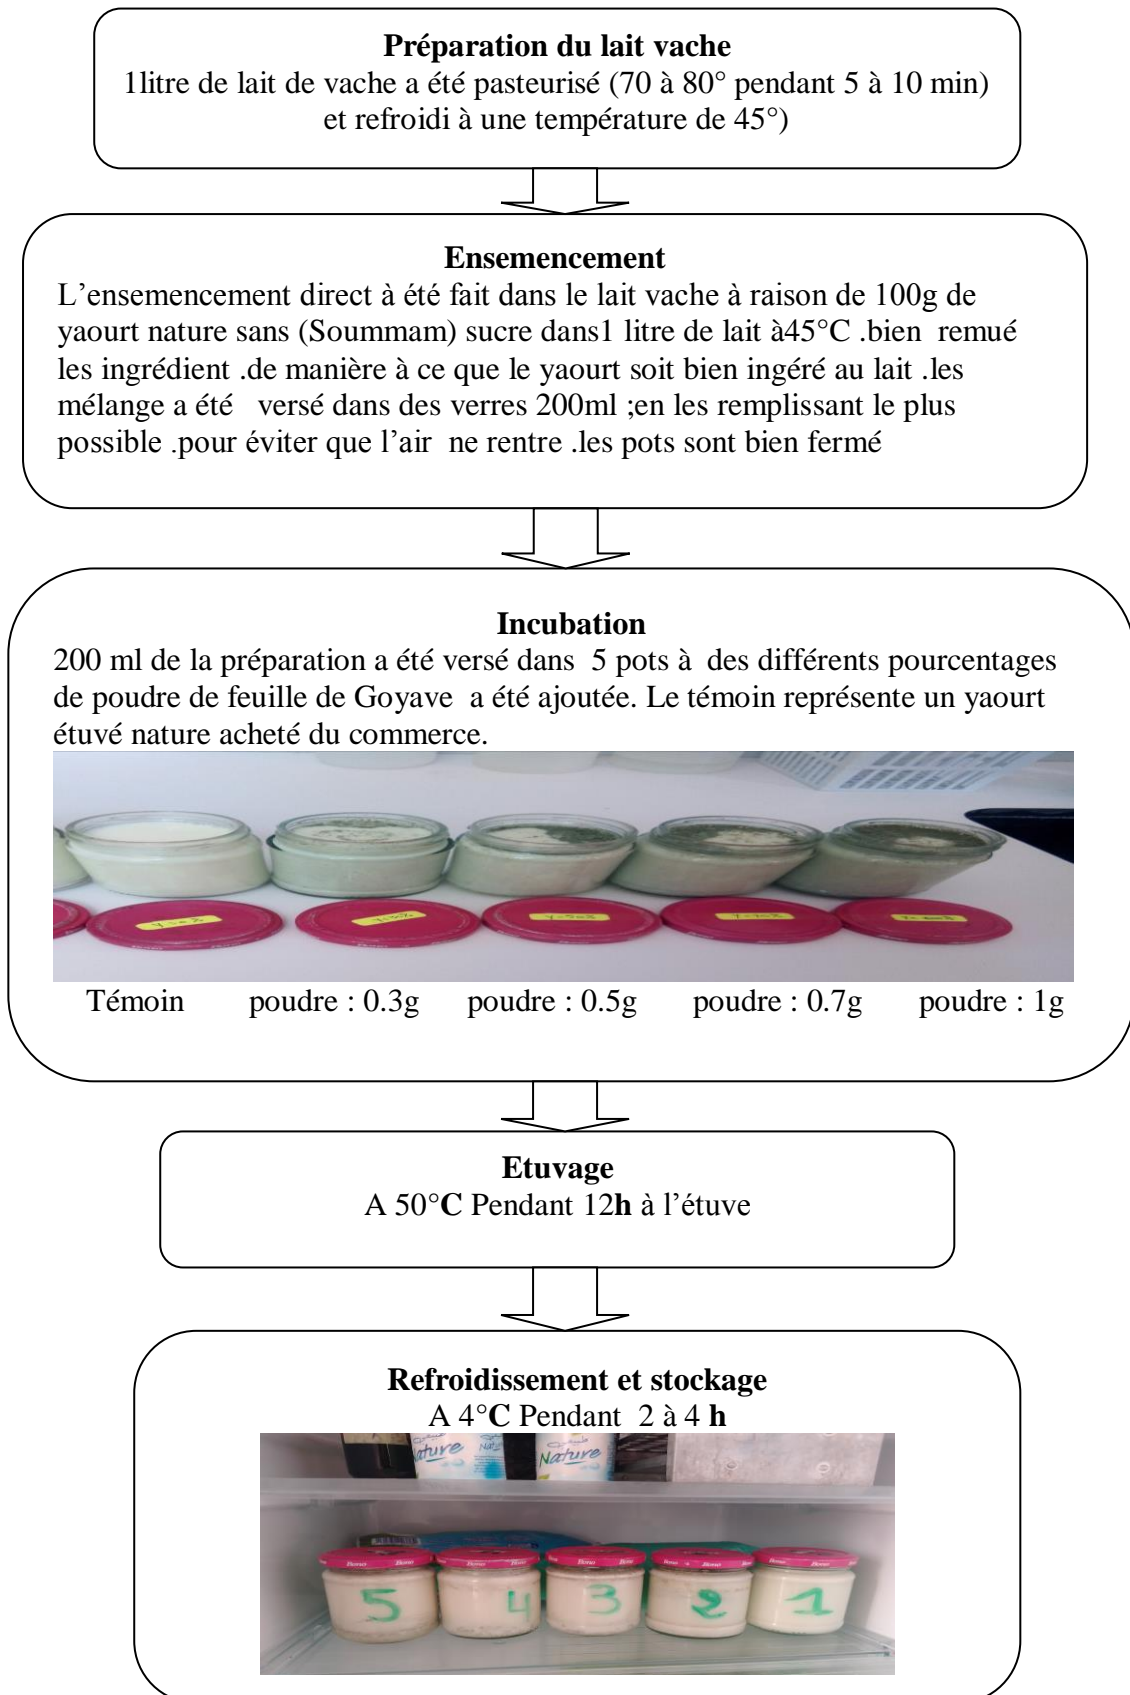 Préparation du lait vache
1litre de lait de vache a été pasteurisé (70 à 80° pendant 5 à 10 min)
et refroidi à une température de 45°)
Ensemencement
L’ensemencement direct à été fait dans le lait vache à raison de 100g de
yaourt nature sans (Soummam) sucre dans1 litre de lait à45°C .bien remué
les ingrédient .de manière à ce que le yaourt soit bien ingéré au lait .les
mélange a été versé dans des verres 200ml ;en les remplissant le plus
possible .pour éviter que l’air ne rentre .les pots sont bien fermé
Incubation
200 ml de la préparation a été versé dans 5 pots à des différents pourcentages
de poudre de feuille de Goyave a été ajoutée. Le témoin représente un yaourt
étuvé nature acheté du commerce.
Témoin poudre : 0.3g poudre : 0.5g poudre : 0.7g poudre : 1g
Etuvage
A 50°C Pendant 12h à l’étuve
Refroidissement et stockage
A 4°C Pendant 2 à 4 h
Nature
5 4 3 2 1